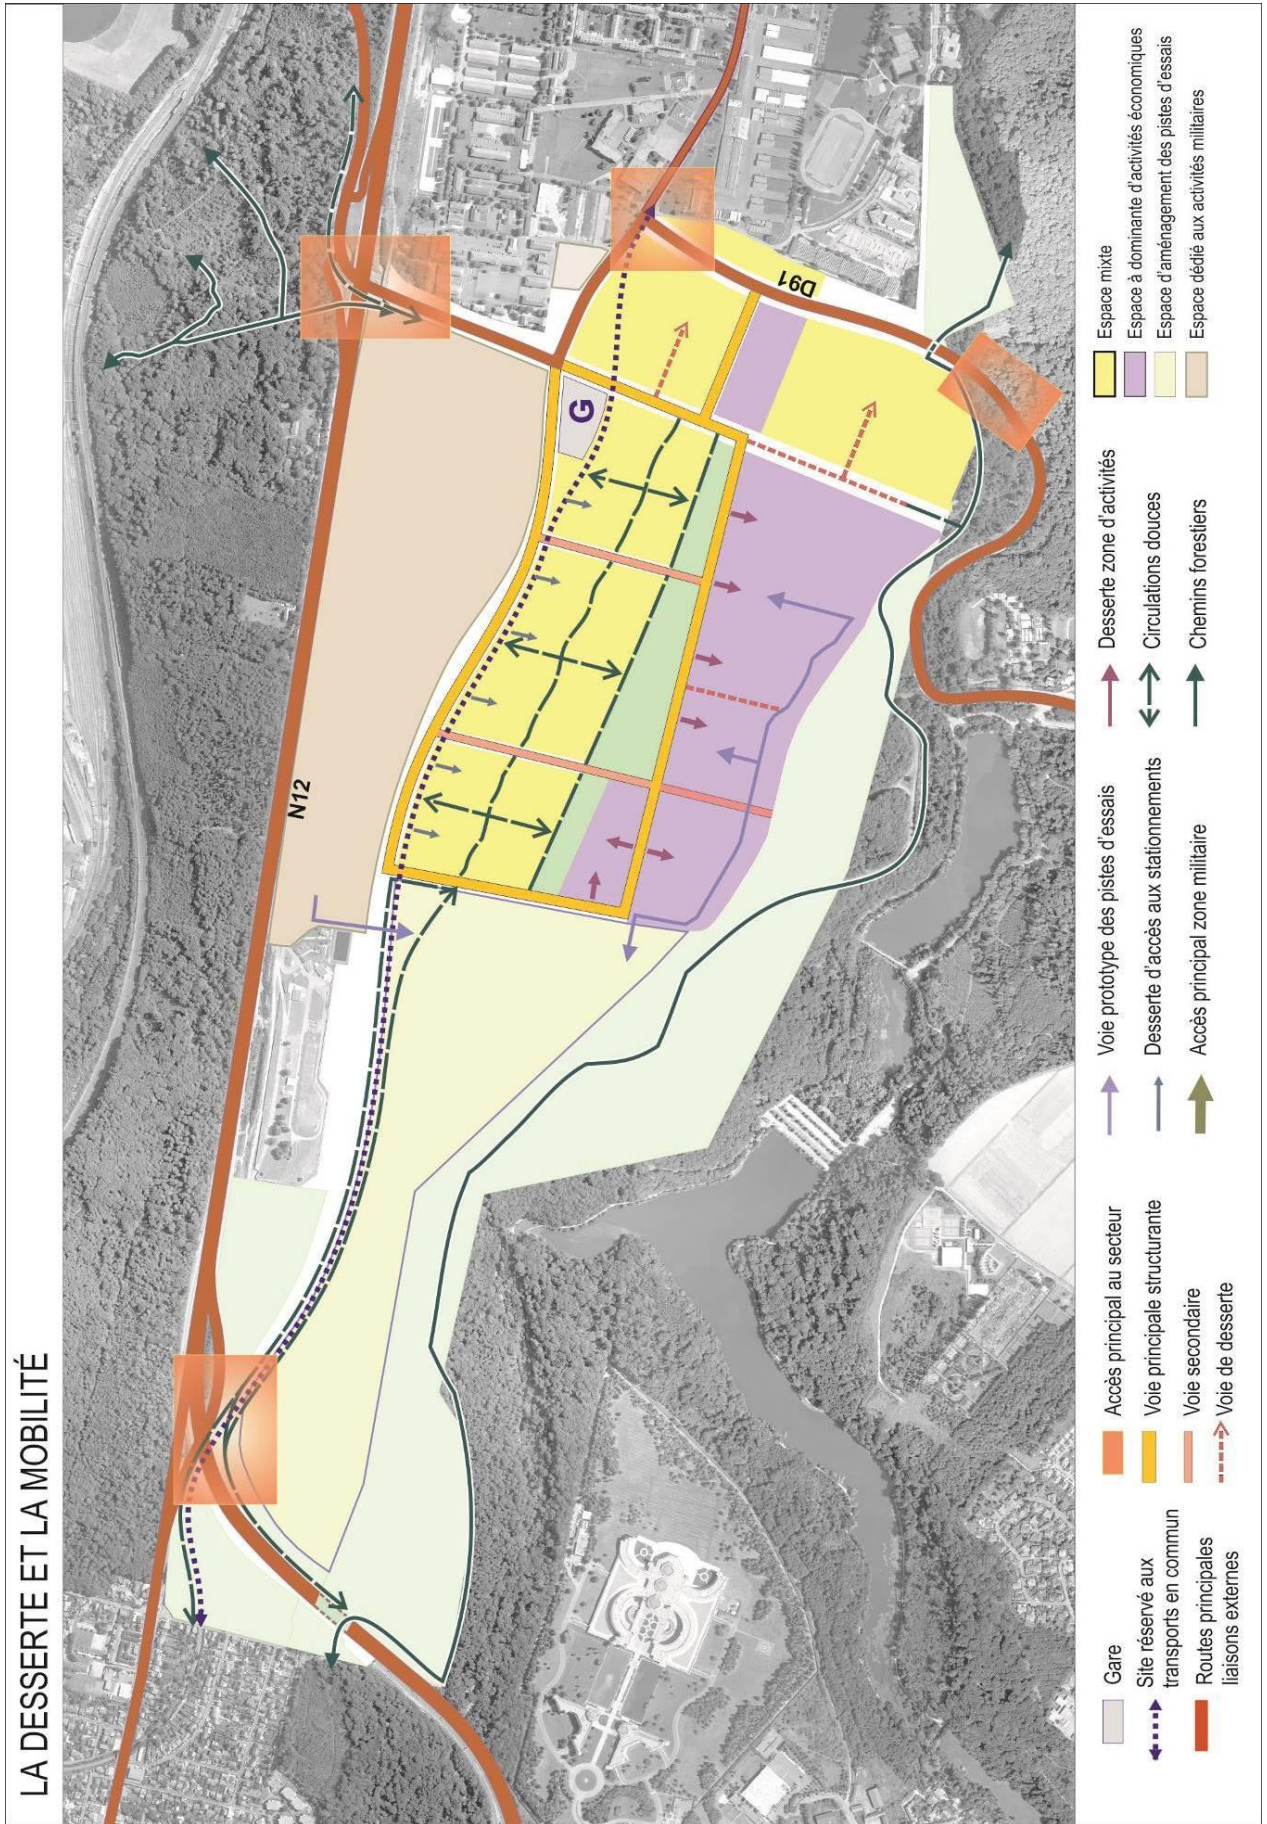 LA DESSERTE ET LA MOBILITÉ
N12
G
D91
Gare
Site réservé aux
transports en commun
Routes principales
liaisons externes
Accès principal au secteur
Voie principale structurante
Voie secondaire
Voie de desserte
Voie prototype des pistes d'essais
Desserte d'accès aux stationnements
Accès principal zone militaire
Desserte zone d'activités
Circulations douces
Chemins forestiers
Espace mixte
Espace à dominante d'activités économiques
Espace d'aménagement des pistes d'essais
Espace dédié aux activités militaires